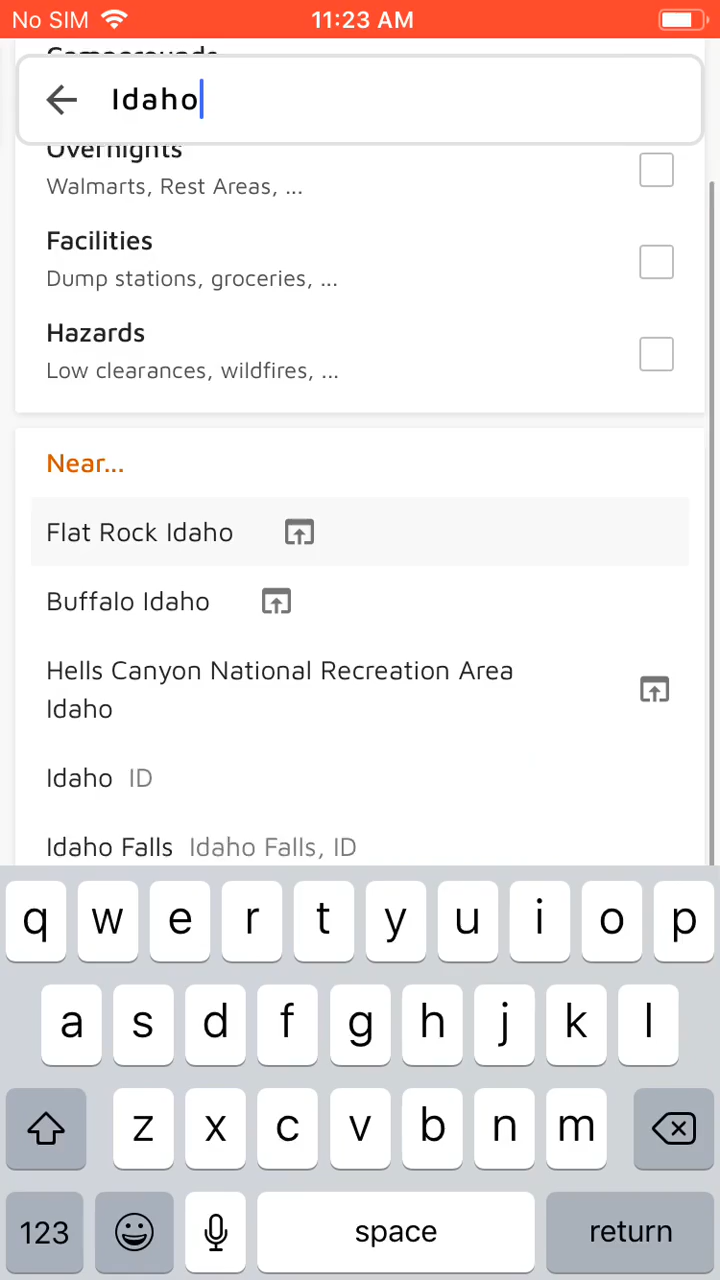 No SIM 11:23 AM
Campgrounds
Idaho
Overnights
Walmarts, Rest Areas, ...
Facilities
Dump stations, groceries, ...
Hazards
Low clearances, wildfires, ...
Near...
Flat Rock Idaho
Buffalo Idaho
Hells Canyon National Recreation Area
Idaho
Idaho ID
Idaho Falls Idaho Falls, ID
q w e r t y u i o p
a s d f g h j k l
z x c v b n m
123 space return